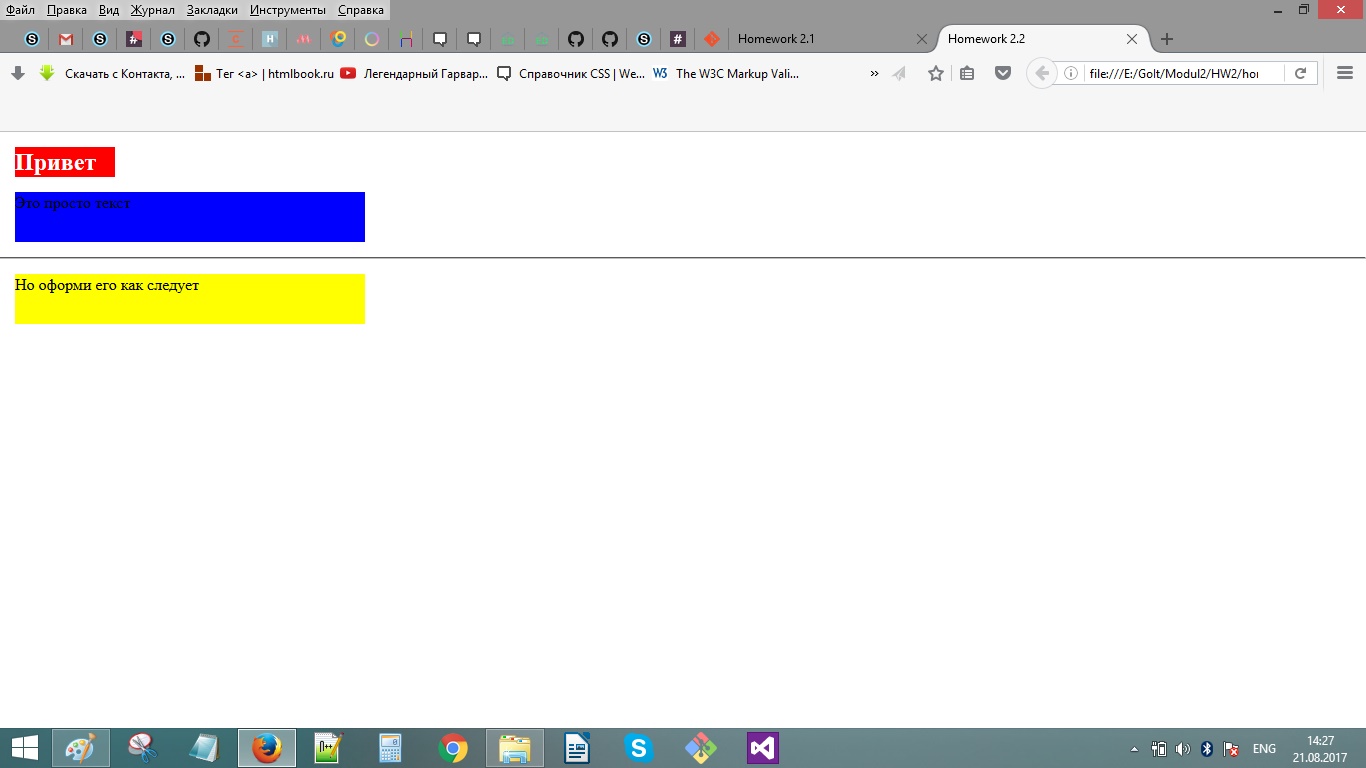 Файл Правка Вид Журнал Закладки Инструменты Справка
Homework 2.1 Homework 2.2
Скачать с Контакта, ... Тег <a> | htmlbook.ru Легендарный Гарвар... Справочник CSS | We... The W3C Markup Vali... » file:///E:/Golt/Modul2/HW2/hor
Привет
Это просто текст
Но оформи его как следует
ENG 14:27
21.08.2017